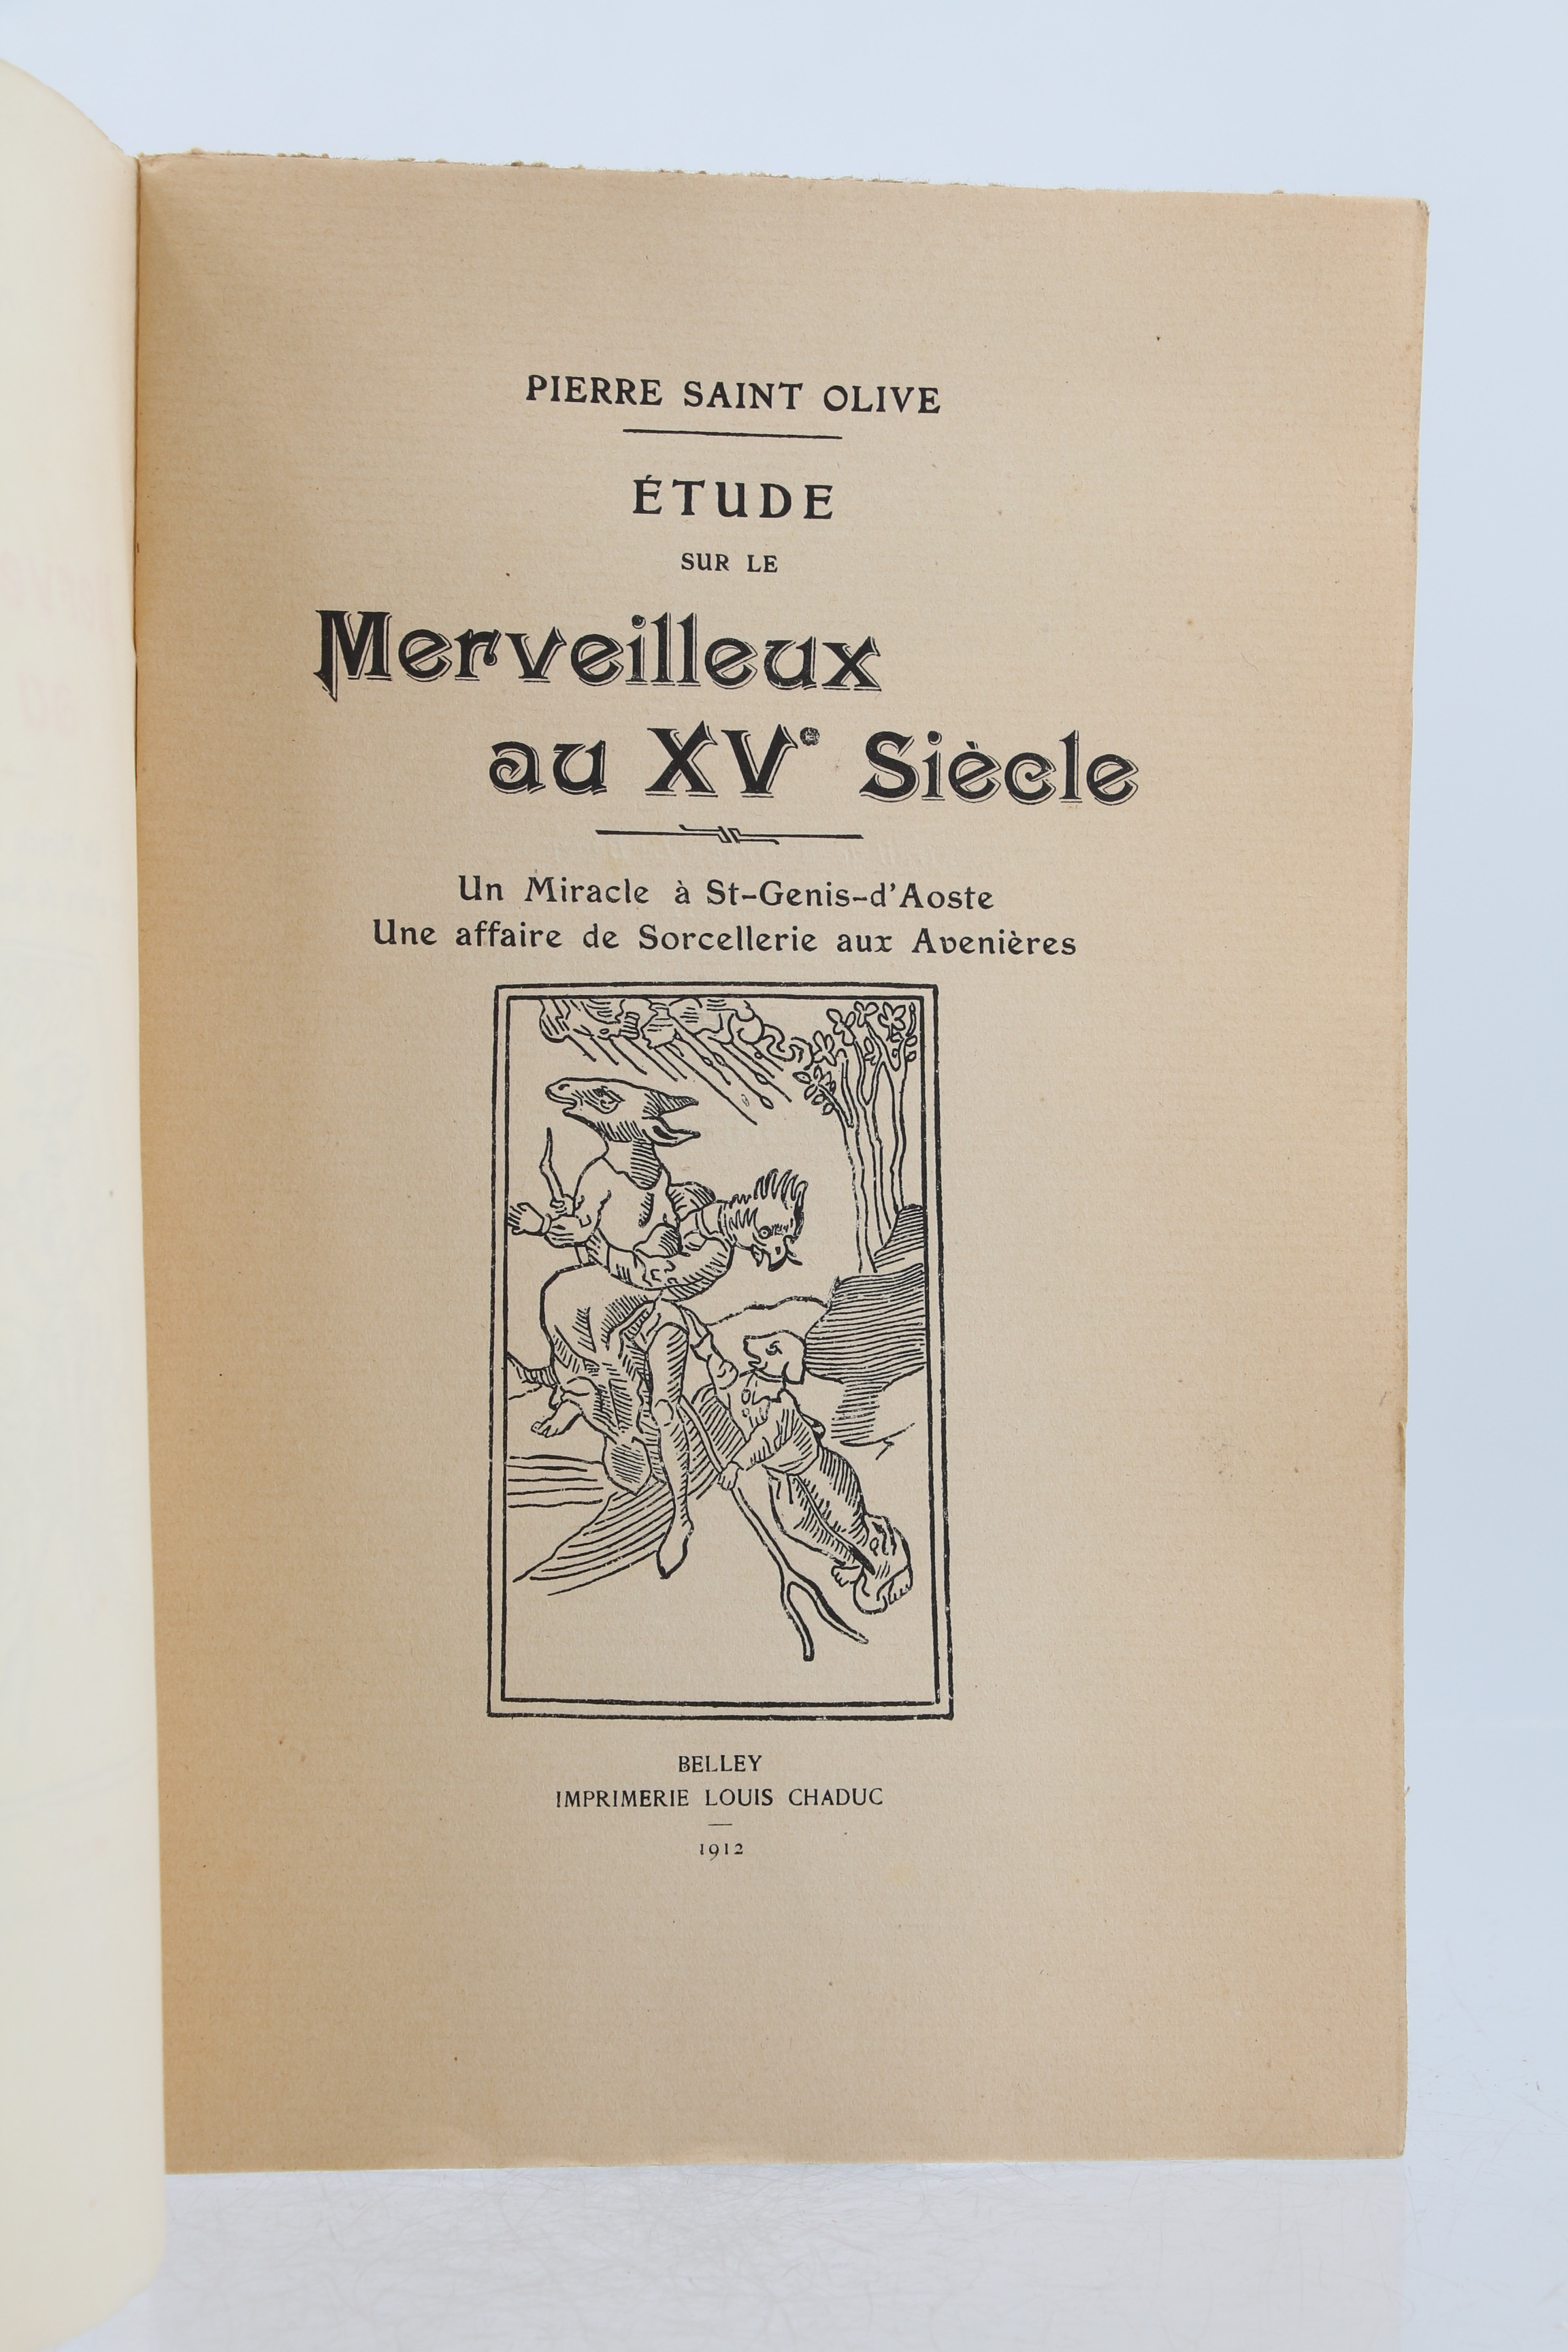 PIERRE SAINT OLIVE
ÉTUDE
SUR LE
Merveilleux
au XVe Siècle
Un Miracle à St-Genis-d'Aoste
Une affaire de Sorcellerie aux Avenières
BELLEY
IMPRIMERIE LOUIS CHADUC
1912